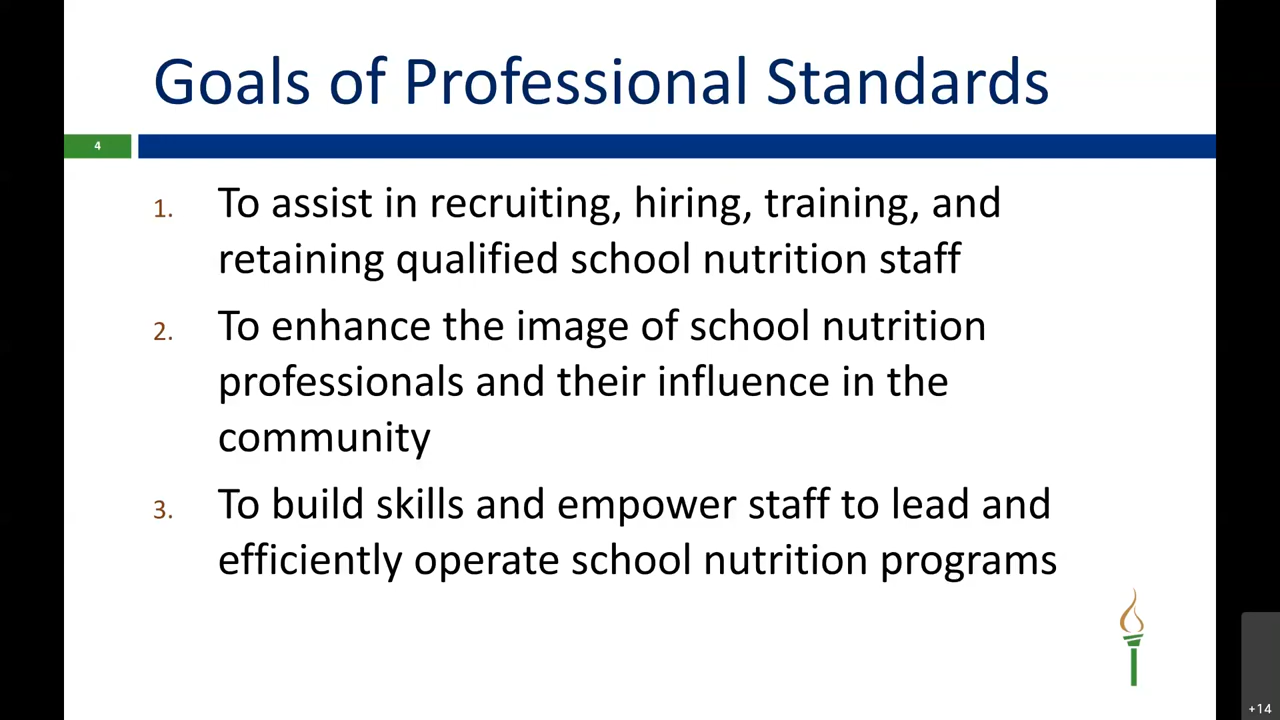 Goals of Professional Standards
4
1. To assist in recruiting, hiring, training, and
retaining qualified school nutrition staff
2. To enhance the image of school nutrition
professionals and their influence in the
community
3. To build skills and empower staff to lead and
efficiently operate school nutrition programs
+14